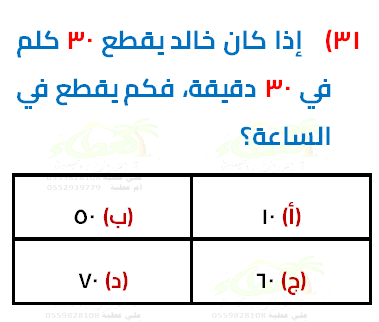 ٣١) إذا كان خالد يقطع ٣٠ كلم
في ٣٠ دقيقة، فكم يقطع في
الساعة؟
(أ) ١٠
(ب) ٥٠
(ج) ٦٠
(د) ٧٠